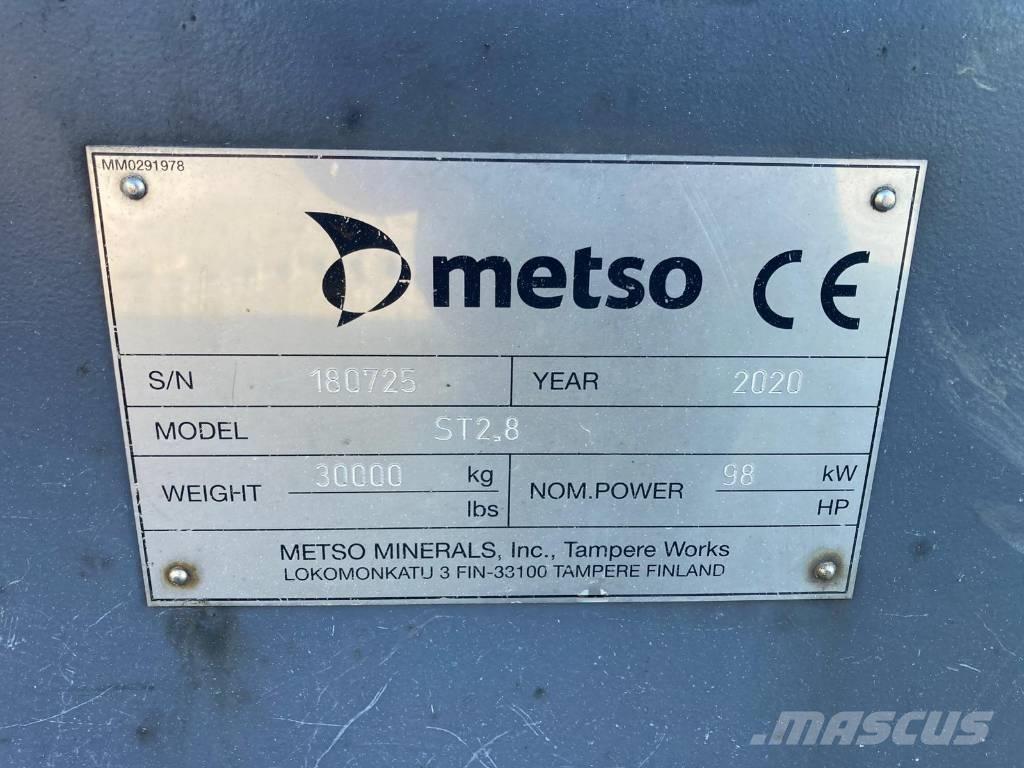 MM0291978
metso CE
S/N 180725 YEAR 2020
MODEL ST2.8
WEIGHT 30000 kg
lbs
NOM.POWER 98 kW
HP
METSO MINERALS, Inc., Tampere Works
LOKOMONKATU 3 FIN-33100 TAMPERE FINLAND
MASCUS